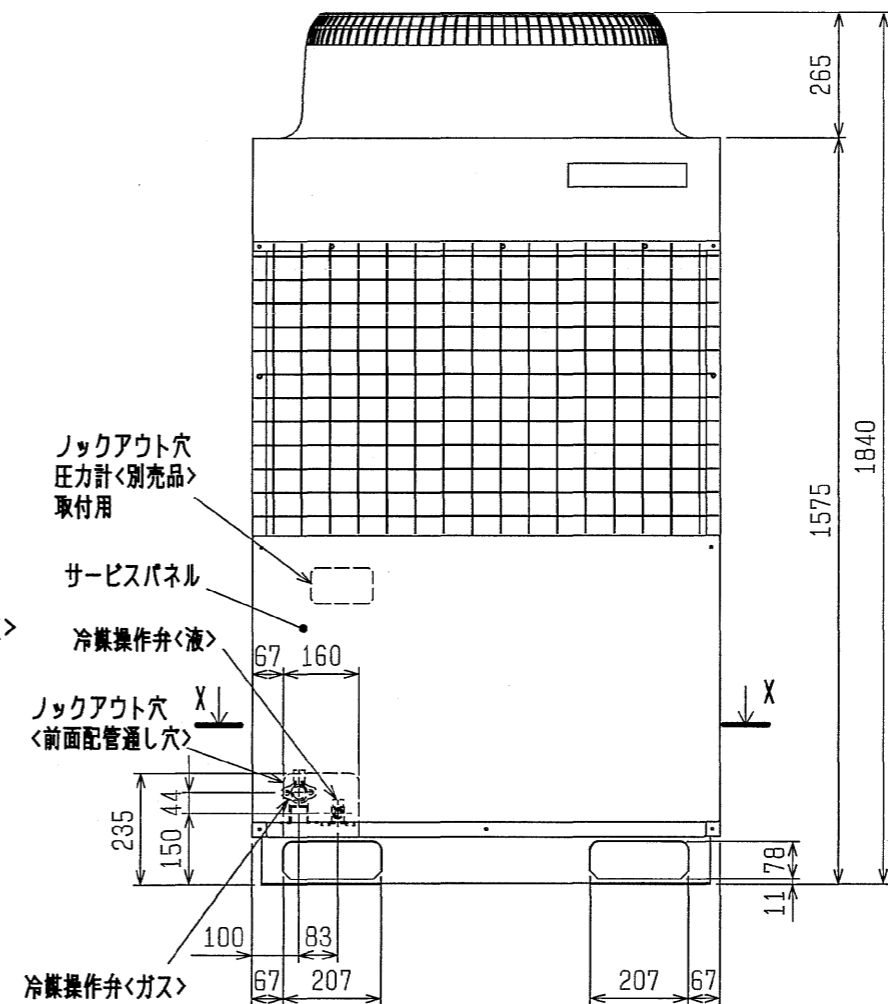 265
1840
1575
ノックアウト穴
圧力計<別売品>
取付用
サービスパネル
>
冷媒操作弁<液>
67 160
X X
ノックアウト穴
<前面配管通し穴>
235
44
150
78
11
100 83
67 207 207 67
冷媒操作弁<ガス>